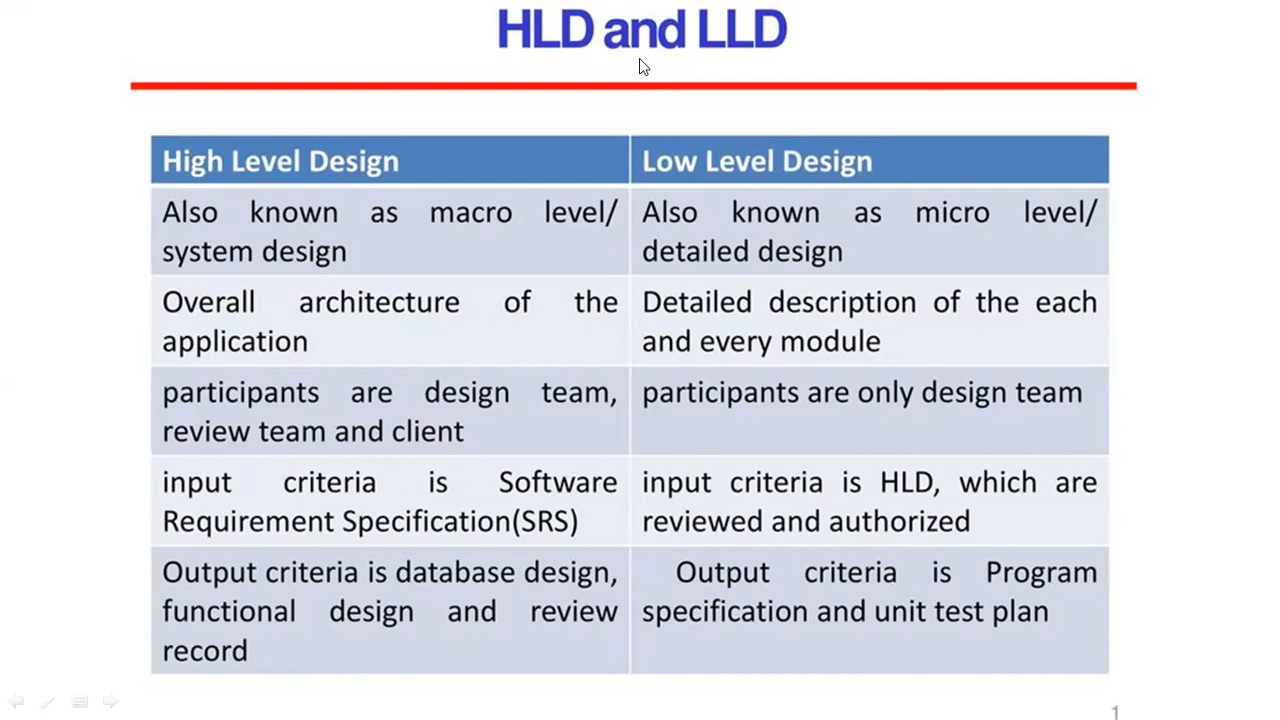 HLD and LLD
High Level Design
Low Level Design
Also known as macro level/
system design
Also known as micro level/
detailed design
Overall architecture of the
application
Detailed description of the each
and every module
participants are design team,
review team and client
participants are only design team
input criteria is Software
Requirement Specification(SRS)
input criteria is HLD, which are
reviewed and authorized
Output criteria is database design,
functional design and review
record
Output criteria is Program
specification and unit test plan
1